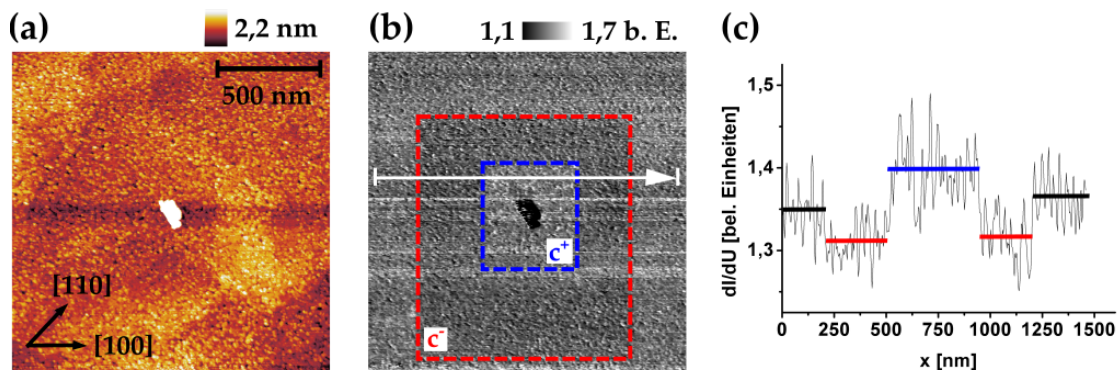 (a)
2,2 nm
500 nm
[110]
[100]
(b)
1,1
1,7 b. E.
c+
c-
(c)
dI/dU [bel. Einheiten]
1,5
1,4
1,3
0 250 500 750 1000 1250 1500
x [nm]